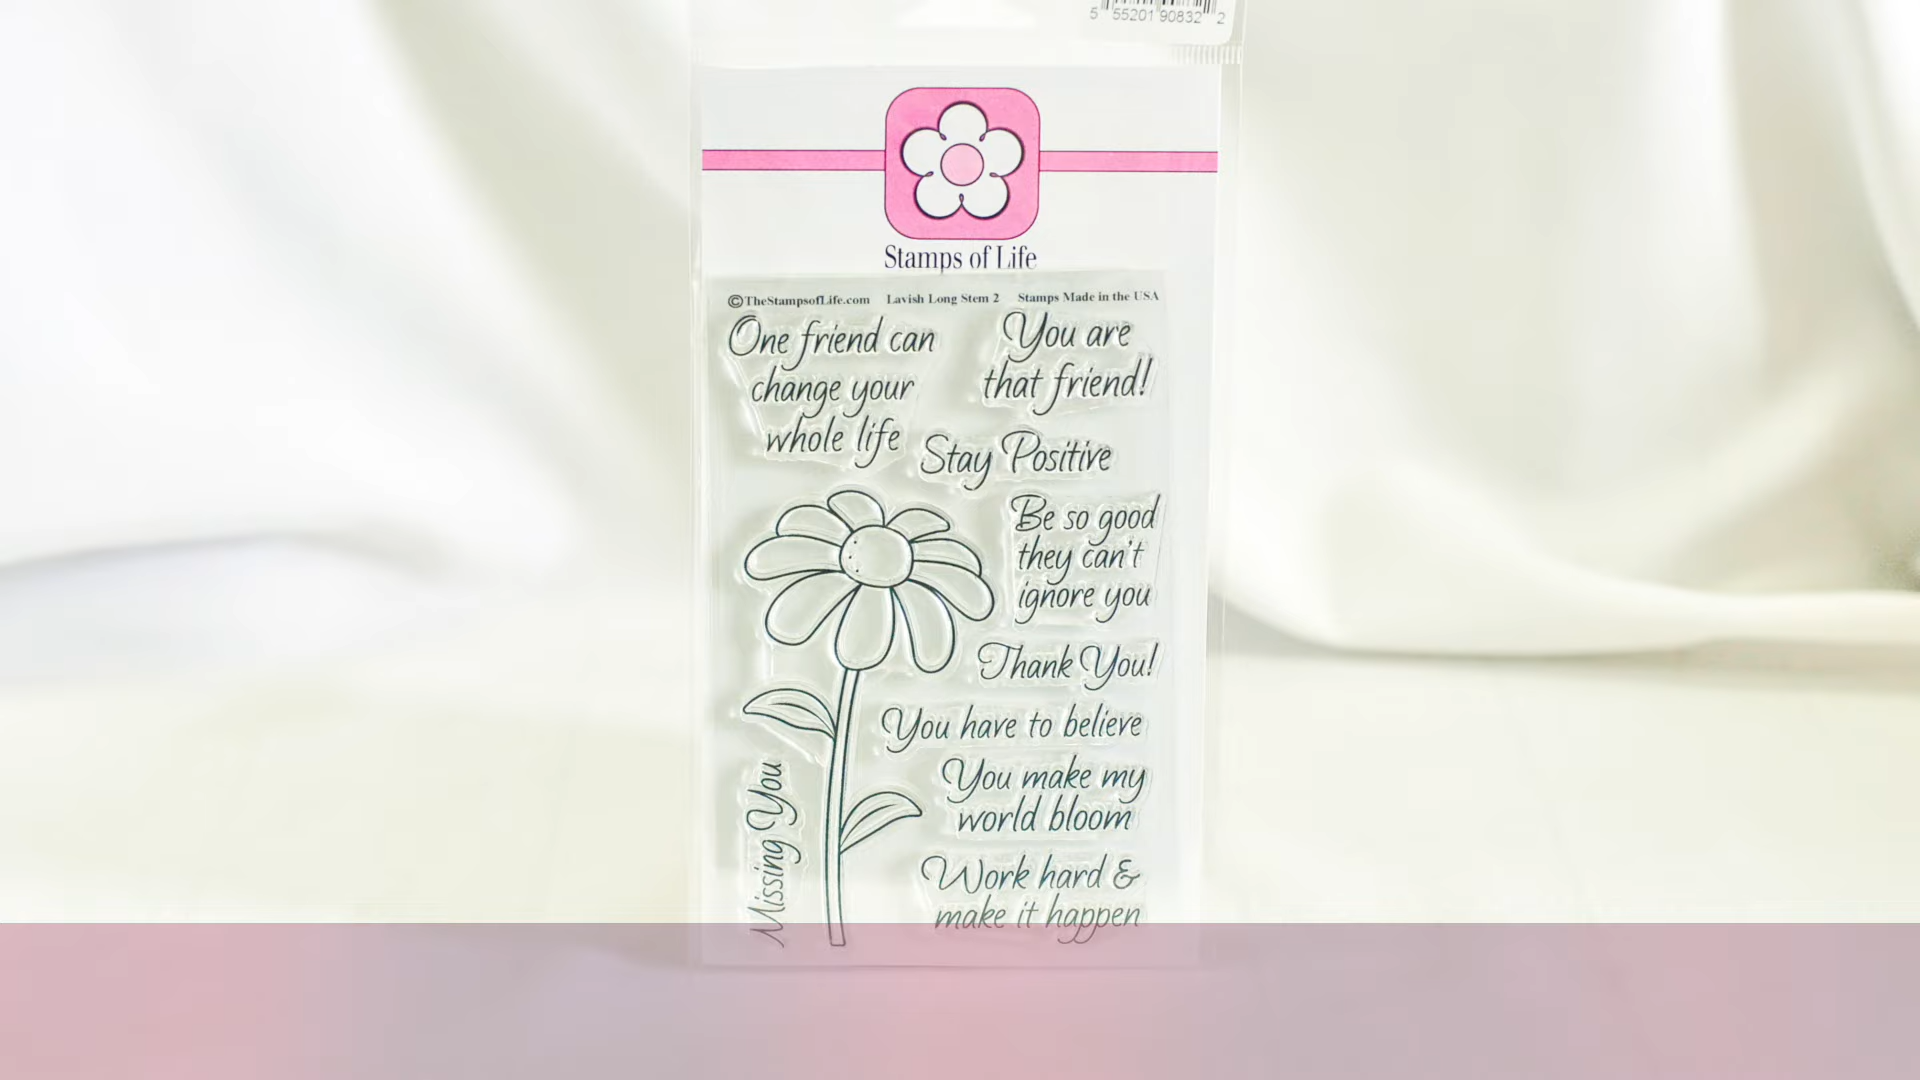 5 55201 90832 2
Stamps of Life
©TheStampsofLife.com Lavish Long Stem 2 Stamps Made in the USA
One friend can
change your
whole life
You are
that friend!
Stay Positive
Be so good
they can't
ignore you
Thank You!
You have to believe
You make my
world bloom
Missing You
Work hard &
make it happen